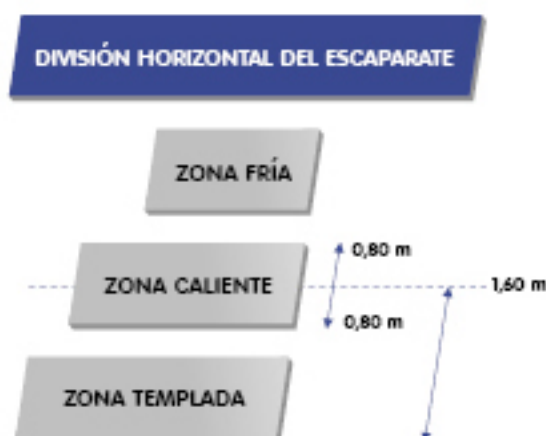 DIVISIÓN HORIZONTAL DEL ESCAPARATE
ZONA FRÍA
0,80 m
ZONA CALIENTE
1,60 m
0,80 m
ZONA TEMPLADA